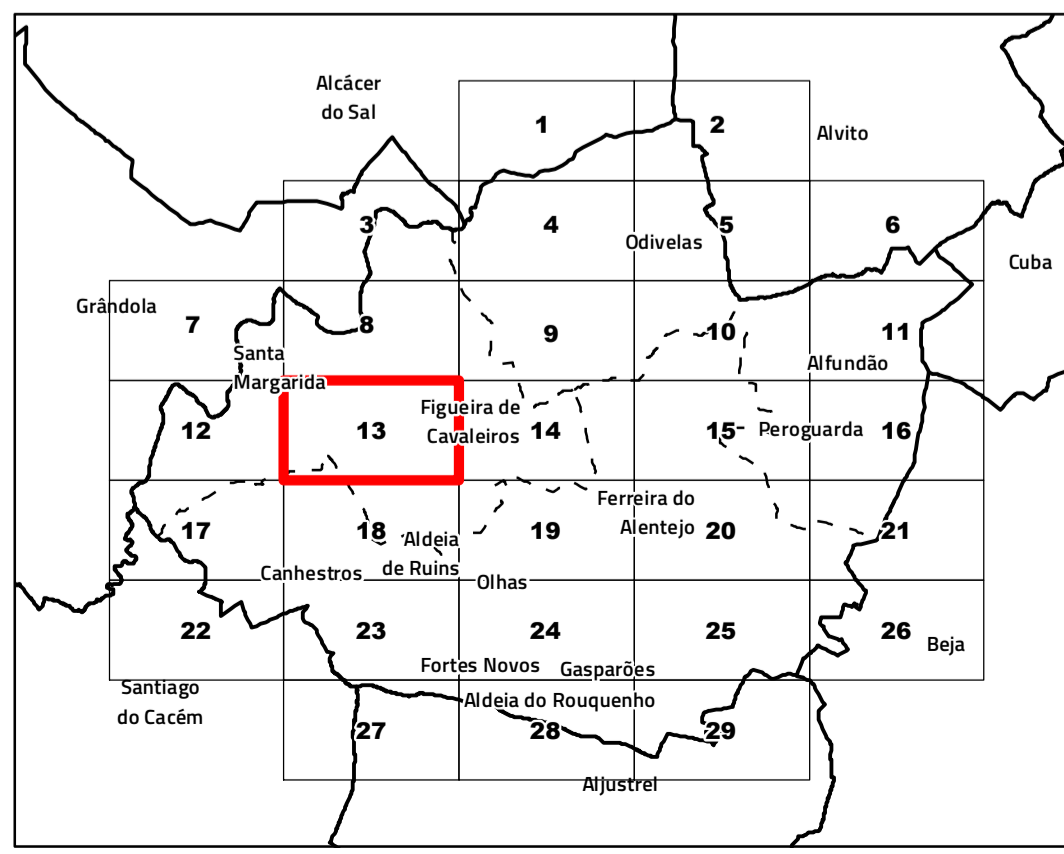 Alcácer
do Sal
1
2
Alvito
3
4
5
6
Odivelas
Cuba
Grândola
7
8
9
10
11
Santa
Margarida
Alfundão
12
13
Figueira de
Cavaleiros
14
15
Peroguarda
16
Ferreira do
Alentejo
17
18
Aldeia
de Ruins
19
20
21
Canhestros
Olhas
22
23
24
25
26
Beja
Fortes Novos
Gasparões
Santiago
do Cacém
Aldeia do Rouquenho
27
28
29
Aljustrel